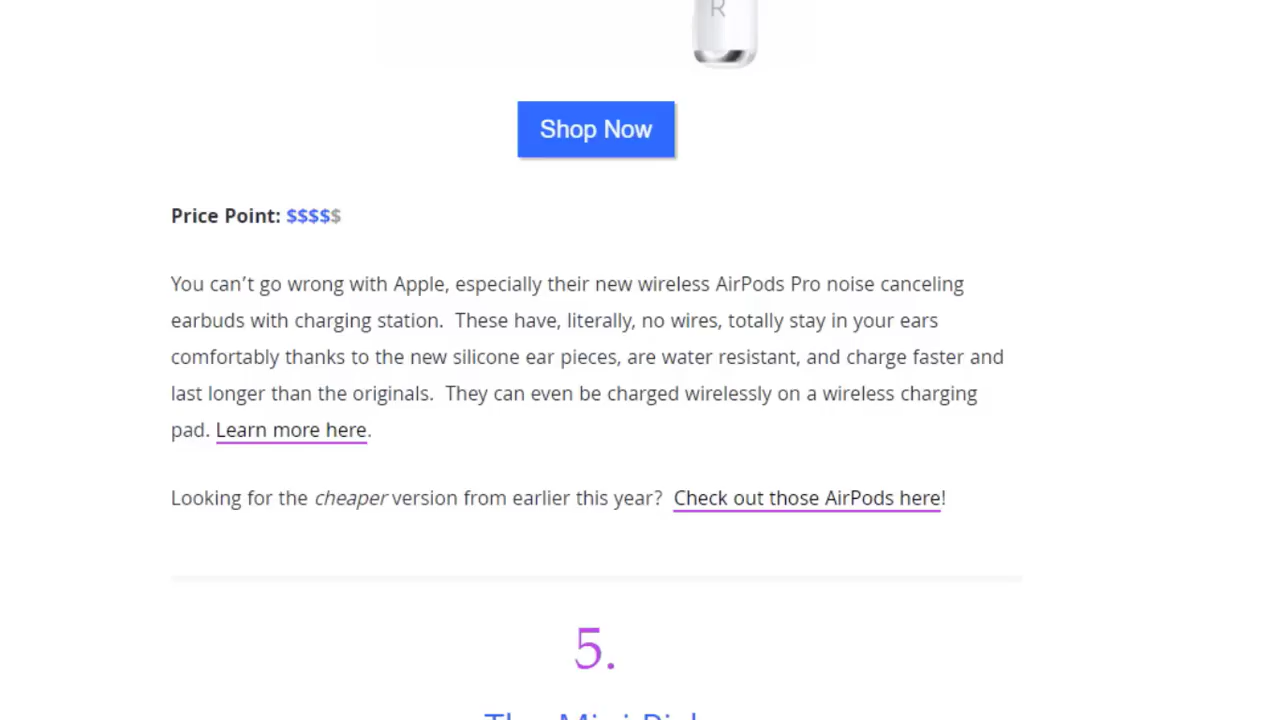 R
Shop Now
Price Point: $$$$$
You can’t go wrong with Apple, especially their new wireless AirPods Pro noise canceling
earbuds with charging station.  These have, literally, no wires, totally stay in your ears
comfortably thanks to the new silicone ear pieces, are water resistant, and charge faster and
last longer than the originals.  They can even be charged wirelessly on a wireless charging
pad. Learn more here.
Looking for the cheaper version from earlier this year?  Check out those AirPods here!
5.
The Mini